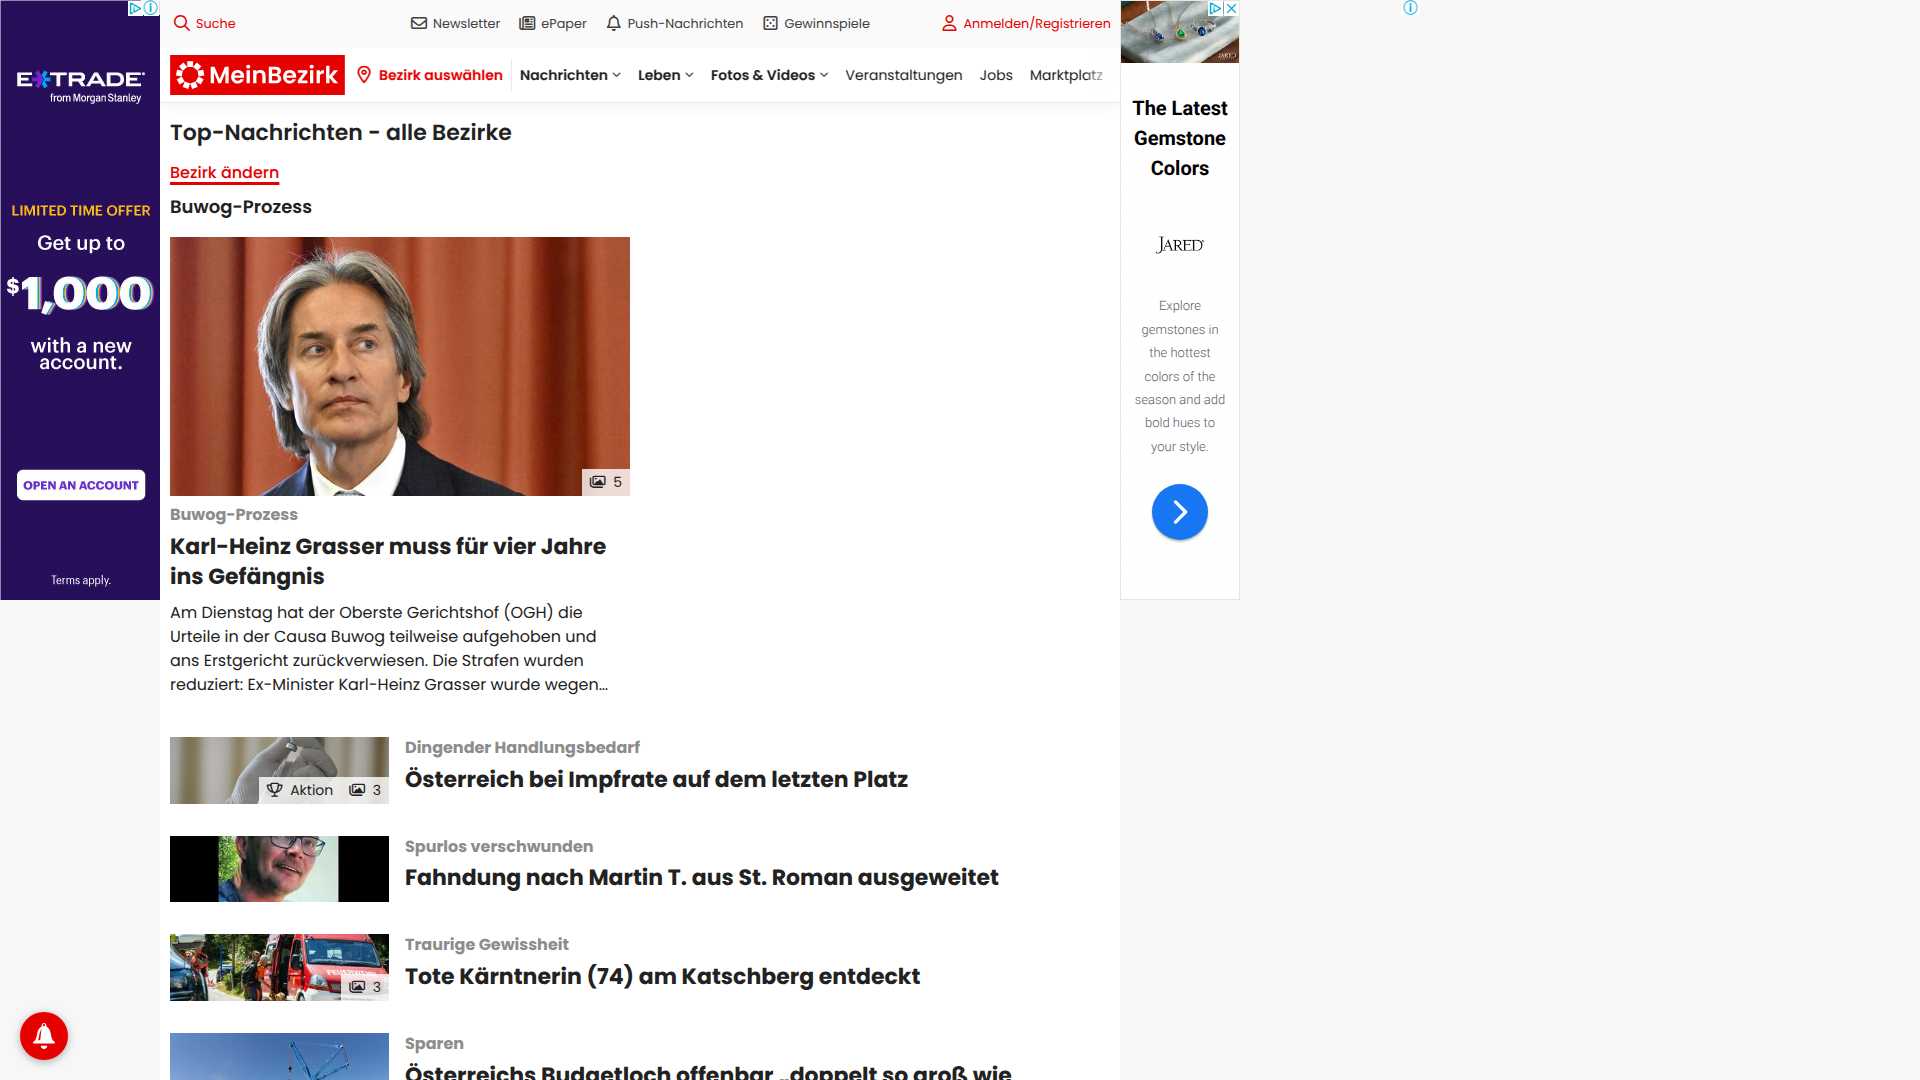 Suche
Newsletter
ePaper
Push-Nachrichten
Gewinnspiele
Anmelden/Registrieren
MeinBezirk
Bezirk auswählen
Nachrichten
Leben
Fotos & Videos
Veranstaltungen
Jobs
Marktplatz
E*TRADE
from Morgan Stanley
LIMITED TIME OFFER
Get up to
$1,000
with a new
account.
OPEN AN ACCOUNT
Terms apply.
Top-Nachrichten - alle Bezirke
Bezirk ändern
Buwog-Prozess
5
Buwog-Prozess
Karl-Heinz Grasser muss für vier Jahre
ins Gefängnis
Am Dienstag hat der Oberste Gerichtshof (OGH) die
Urteile in der Causa Buwog teilweise aufgehoben und
ans Erstgericht zurückverwiesen. Die Strafen wurden
reduziert: Ex-Minister Karl-Heinz Grasser wurde wegen...
Aktion
3
Dingender Handlungsbedarf
Österreich bei Impfrate auf dem letzten Platz
Spurlos verschwunden
Fahndung nach Martin T. aus St. Roman ausgeweitet
3
Traurige Gewissheit
Tote Kärntnerin (74) am Katschberg entdeckt
Sparen
Österreichs Budgetloch offenbar „doppelt so groß wie
JARED
The Latest
Gemstone
Colors
JARED
Explore
gemstones in
the hottest
colors of the
season and add
bold hues to
your style.